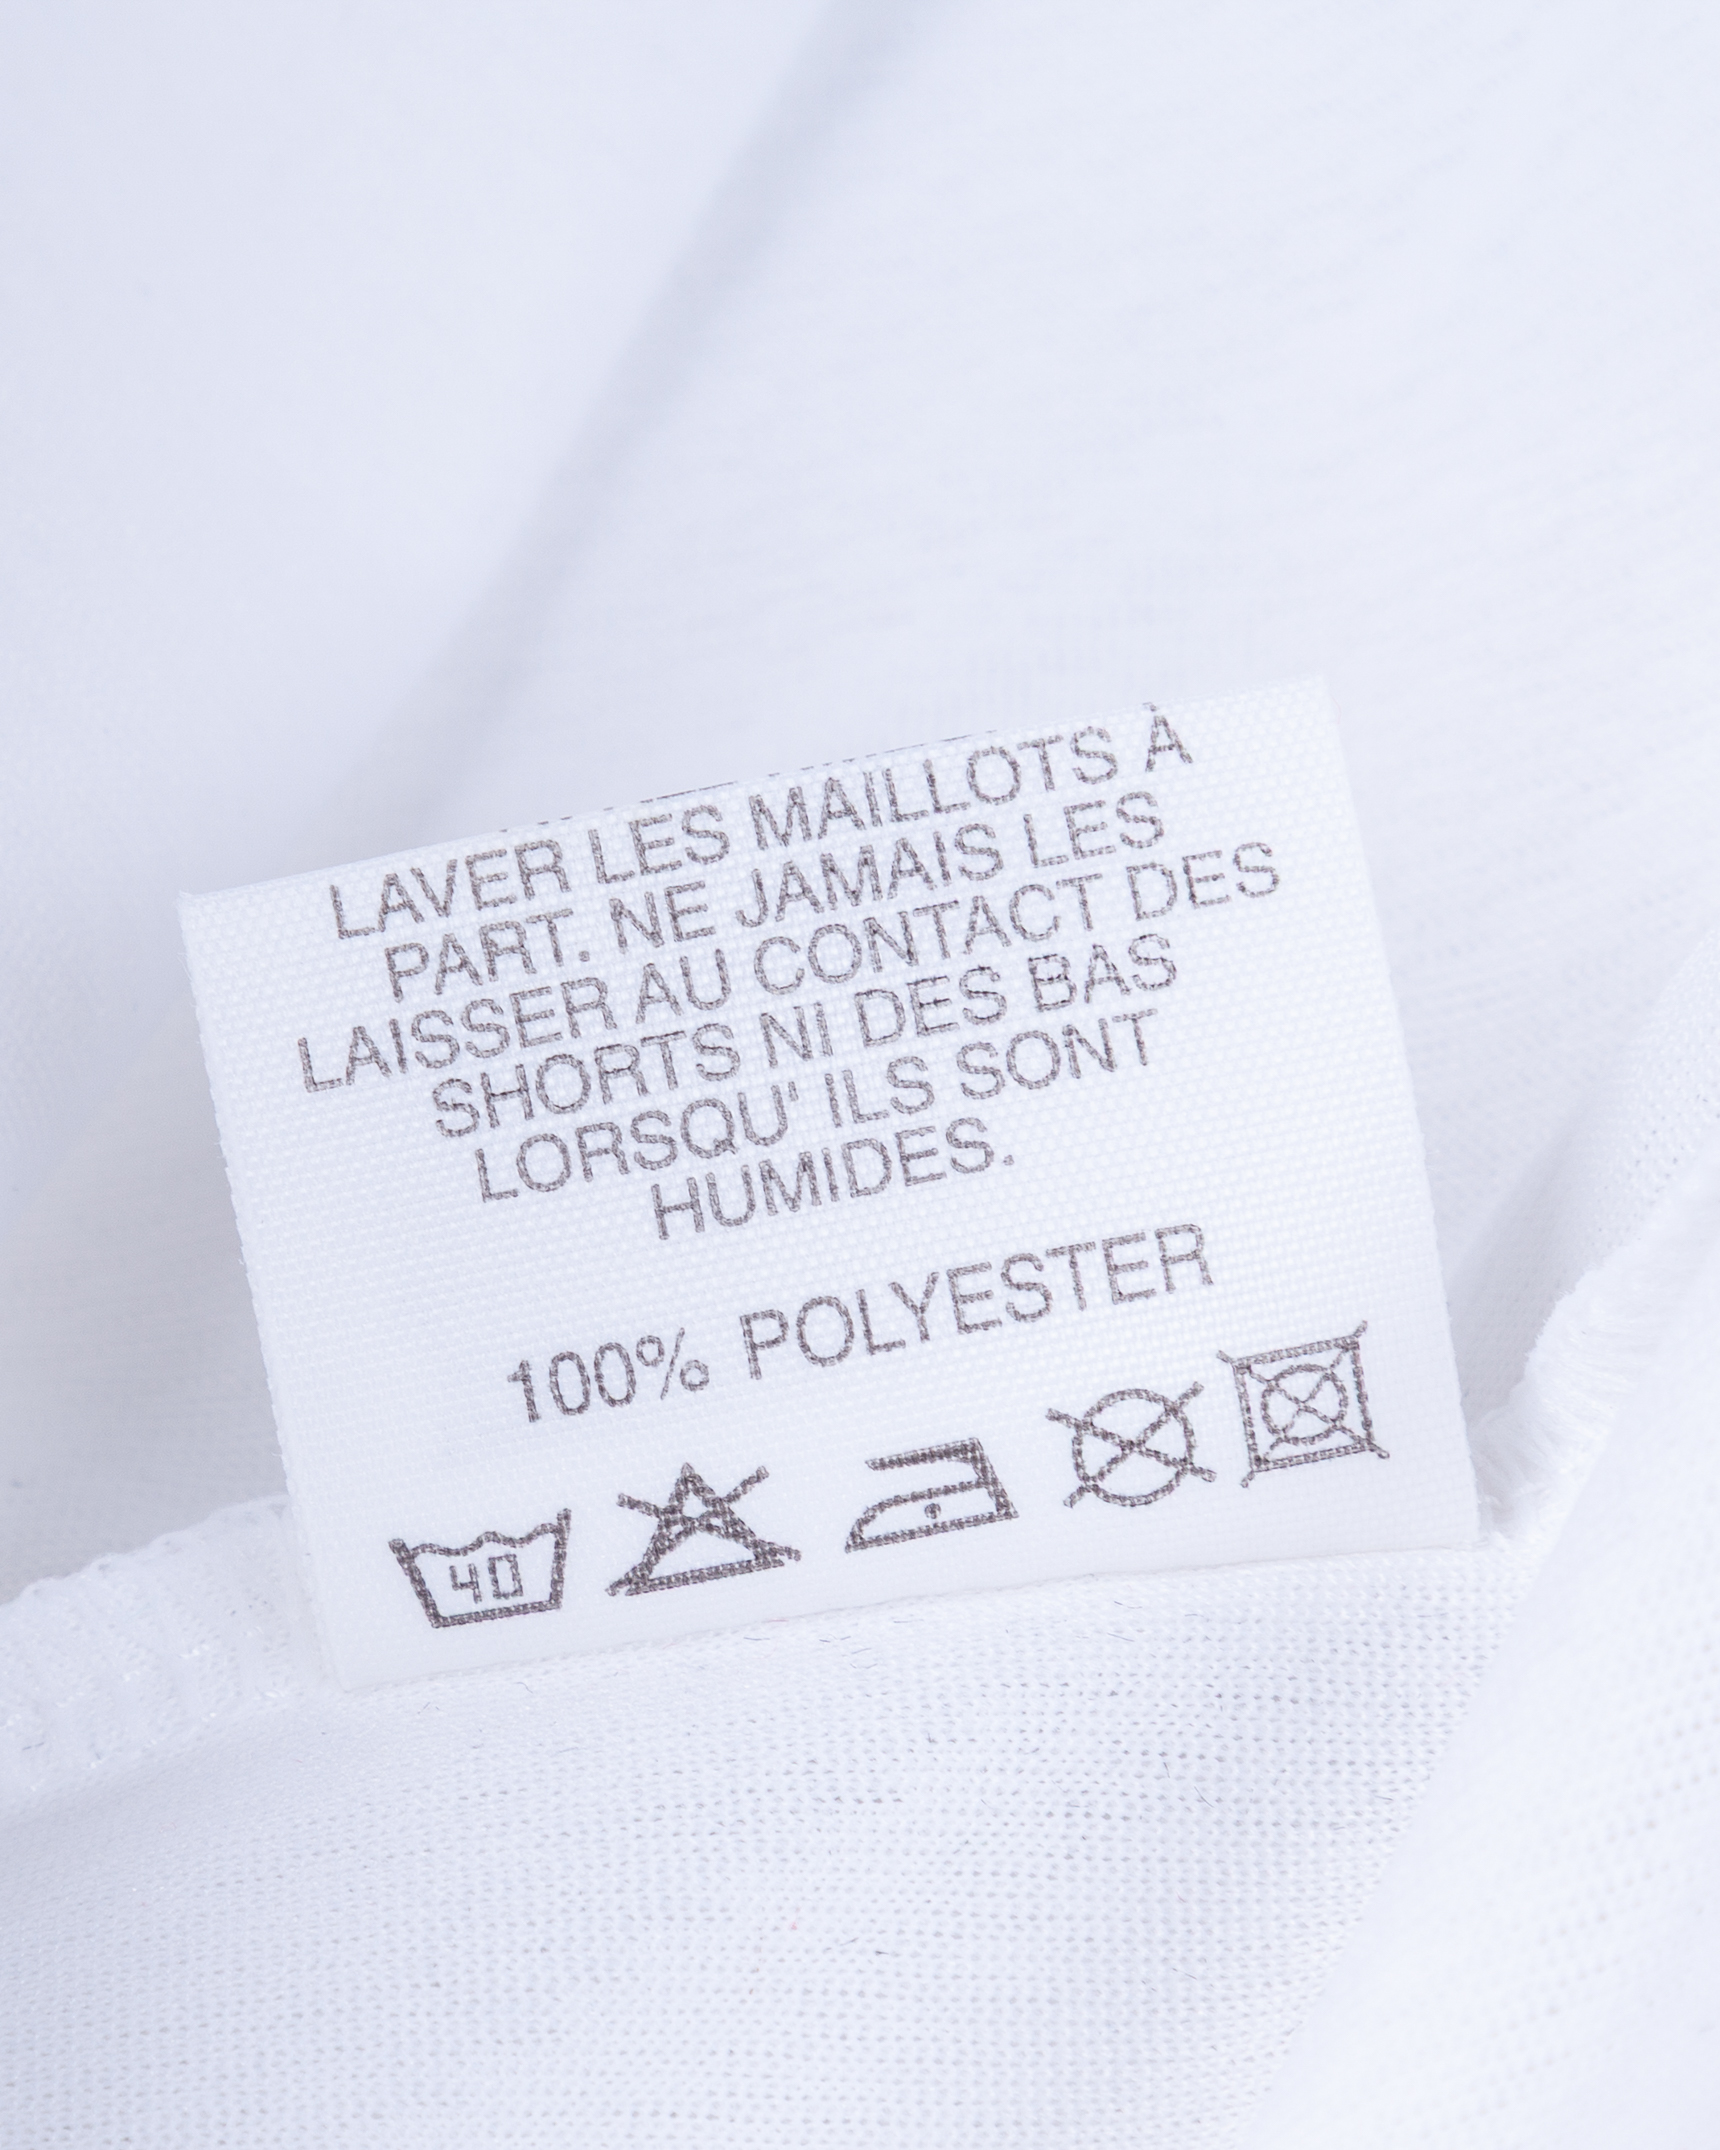 LAVER LES MAILLOTS À
PART. NE JAMAIS LES
LAISSER AU CONTACT DES
SHORTS NI DES BAS
LORSQU' ILS SONT
HUMIDES.
100% POLYESTER
40